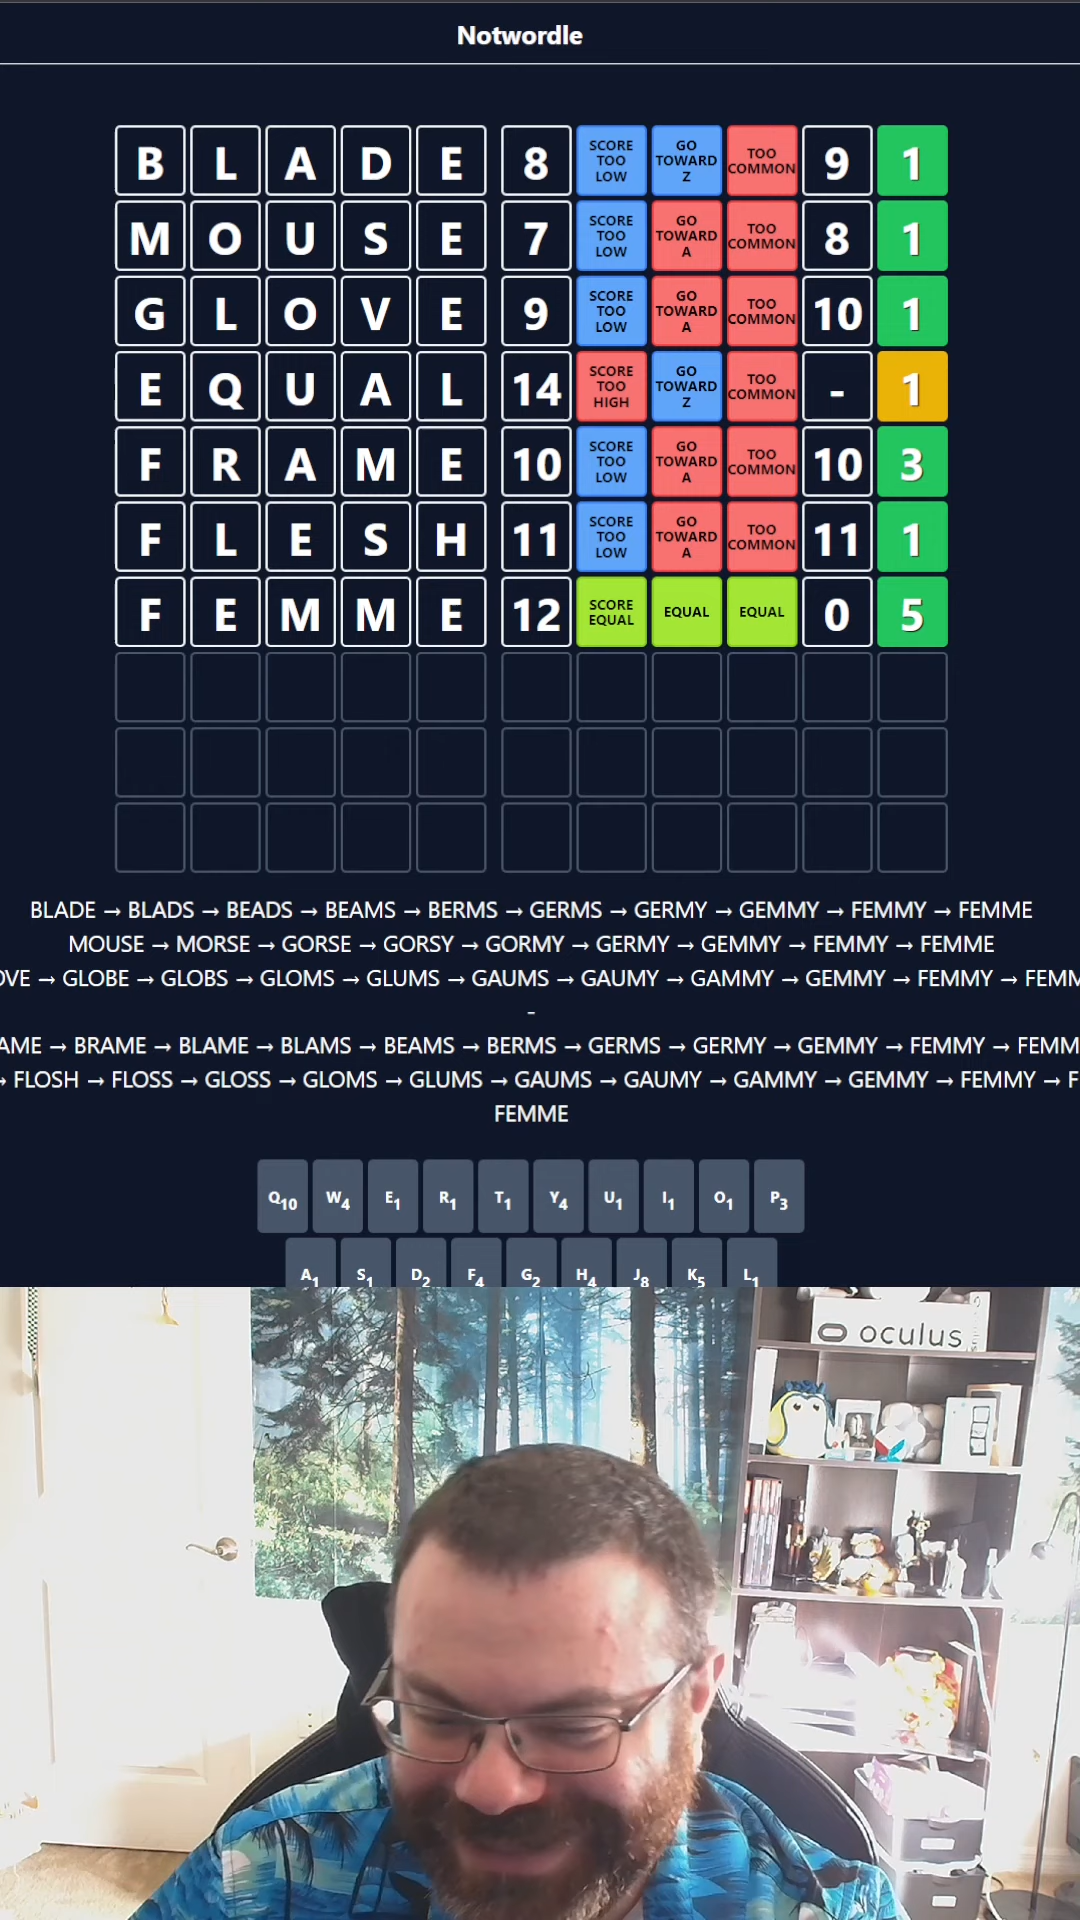 Notwordle
B L A D E 8 SCORE TOO LOW GO TOWARD Z TOO COMMON 9 1
M O U S E 7 SCORE TOO LOW GO TOWARD A TOO COMMON 8 1
G L O V E 9 SCORE TOO LOW GO TOWARD A TOO COMMON 10 1
E Q U A L 14 SCORE TOO HIGH GO TOWARD Z TOO COMMON - 1
F R A M E 10 SCORE TOO LOW GO TOWARD A TOO COMMON 10 3
F L E S H 11 SCORE TOO LOW GO TOWARD A TOO COMMON 11 1
F E M M E 12 SCORE EQUAL EQUAL EQUAL 0 5
BLADE → BLADS → BEADS → BEAMS → BERMS → GERMS → GERMY → GEMMY → FEMMY → FEMME
MOUSE → MORSE → GORSE → GORSY → GORMY → GERMY → GEMMY → FEMMY → FEMME
OVE → GLOBE → GLOBS → GLOMS → GLUMS → GAUMS → GAUMY → GAMMY → GEMMY → FEMMY → FEMM
-
AME → BRAME → BLAME → BLAMS → BEAMS → BERMS → GERMS → GERMY → GEMMY → FEMMY → FEMM
→ FLOSH → FLOSS → GLOSS → GLOMS → GLUMS → GAUMS → GAUMY → GAMMY → GEMMY → FEMMY → F
FEMME
Q10 W4 E1 R1 T1 Y4 U1 I1 O1 P3
A1 S1 D2 F4 G2 H4 J8 K5 L1
oculus